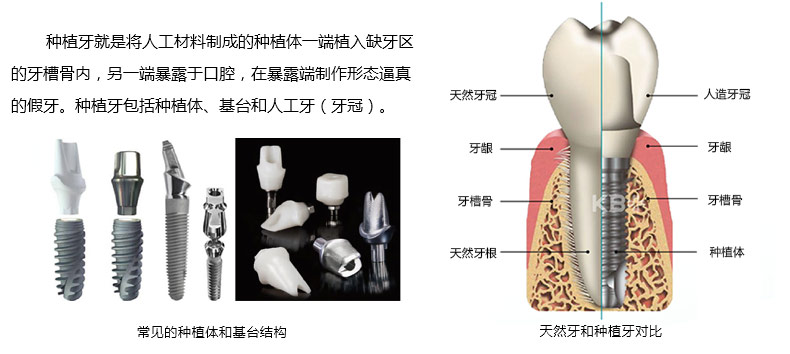 种植牙就是将人工材料制成的种植体一端植入缺牙区
的牙槽骨内，另一端暴露于口腔，在暴露端制作形态逼真
的假牙。种植牙包括种植体、基台和人工牙（牙冠）。
常见的种植体和基台结构
天然牙冠
人造牙冠
牙龈
牙龈
牙槽骨
牙槽骨
天然牙根
种植体
天然牙和种植牙对比